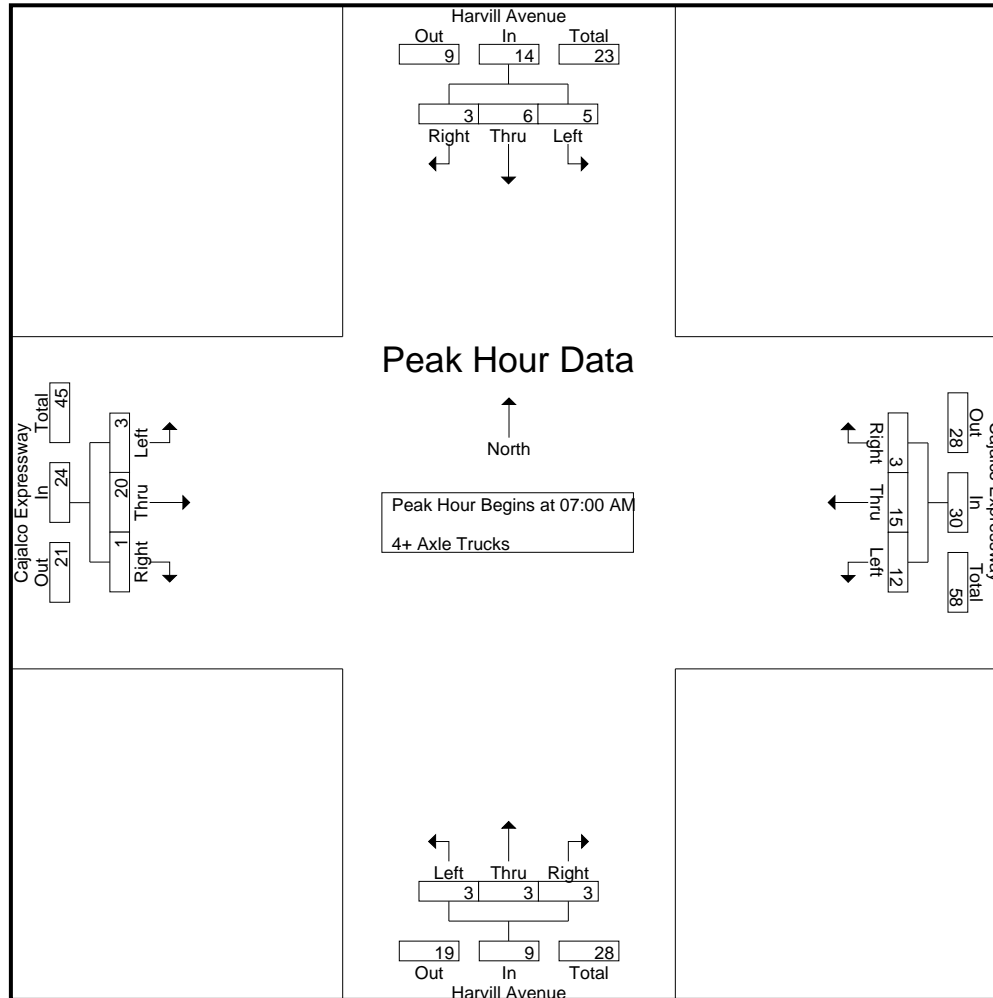 Harvill Avenue
Out In Total
9 14 23
3 6 5
Right Thru Left
Peak Hour Data
North
Peak Hour Begins at 07:00 AM
4+ Axle Trucks
Cajalco Expressway
Total In Out
45 24 21
3 20 1
Left Thru Right
Cajalco Expressway
Out In Total
28 30 58
3 15 12
Right Thru Left
Left Thru Right
3 3 3
19 9 28
Out In Total
Harvill Avenue